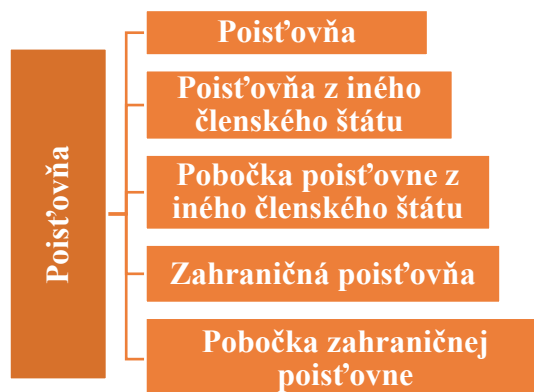 Poisťovňa
Poisťovňa
Poisťovňa z iného
členského štátu
Pobočka poisťovne z
iného členského štátu
Zahraničná poisťovňa
Pobočka zahraničnej
poisťovne